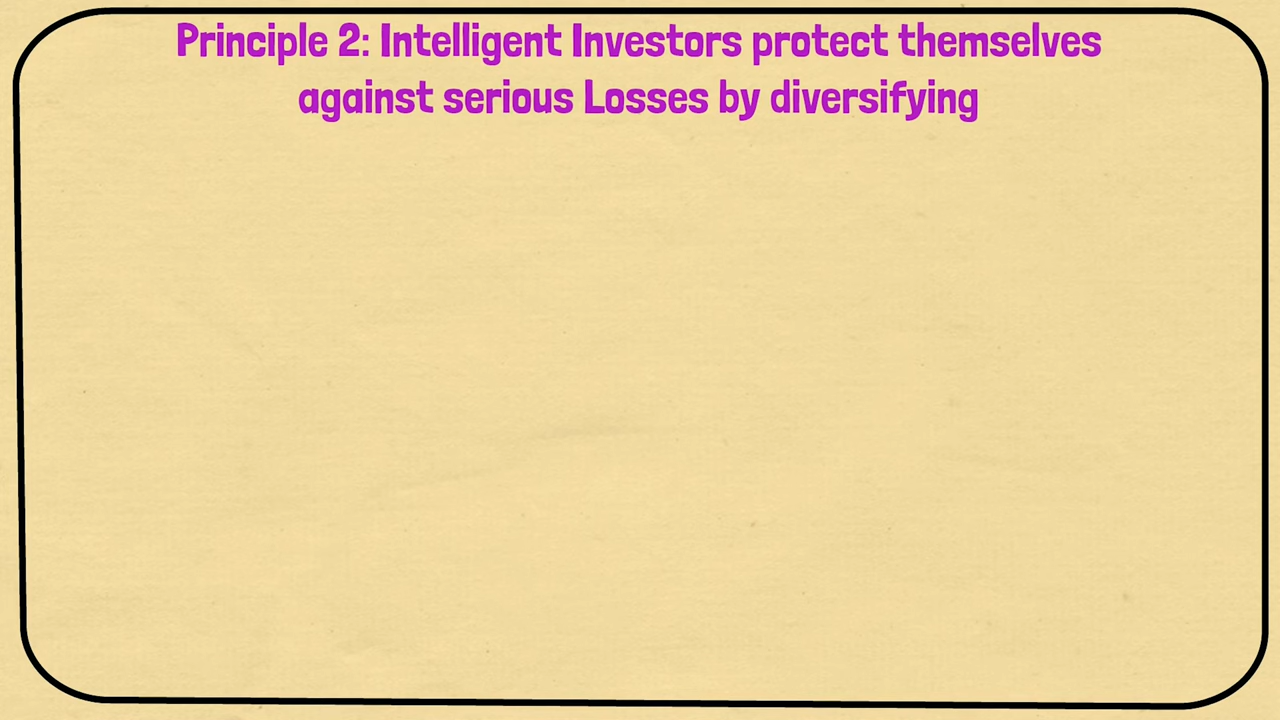 Principle 2: Intelligent Investors protect themselves
against serious Losses by diversifying